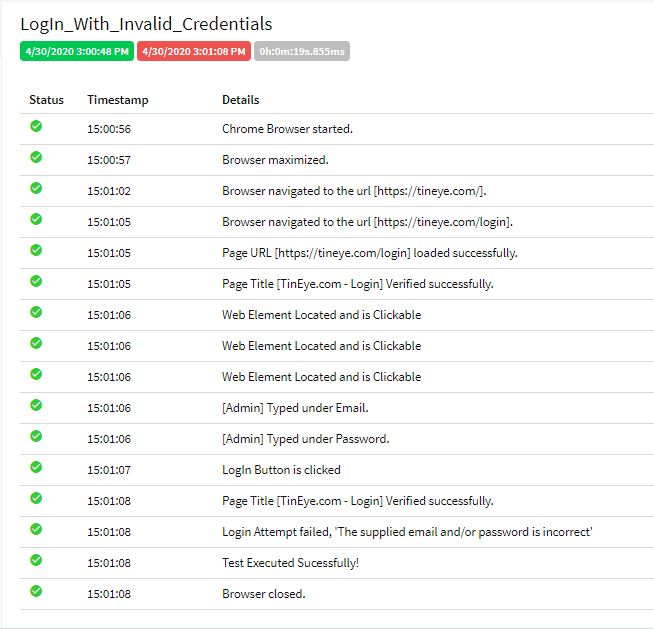 LogIn_With_Invalid_Credentials
4/30/2020 3:00:48 PM 4/30/2020 3:01:08 PM 0h:0m:19s.855ms
Status Timestamp Details
15:00:56 Chrome Browser started.
15:00:57 Browser maximized.
15:01:02 Browser navigated to the url [https://tineye.com/].
15:01:05 Browser navigated to the url [https://tineye.com/login].
15:01:05 Page URL [https://tineye.com/login] loaded successfully.
15:01:05 Page Title [TinEye.com - Login] Verified successfully.
15:01:06 Web Element Located and is Clickable
15:01:06 Web Element Located and is Clickable
15:01:06 Web Element Located and is Clickable
15:01:06 [Admin] Typed under Email.
15:01:06 [Admin] Typed under Password.
15:01:07 LogIn Button is clicked
15:01:08 Page Title [TinEye.com - Login] Verified successfully.
15:01:08 Login Attempt failed, 'The supplied email and/or password is incorrect'
15:01:08 Test Executed Sucessfully!
15:01:08 Browser closed.